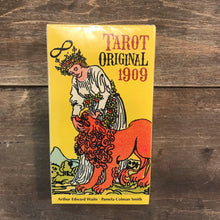 TAROT
ORIGINAL
1909
Arthur Edward Waite · Pamela Colman Smith